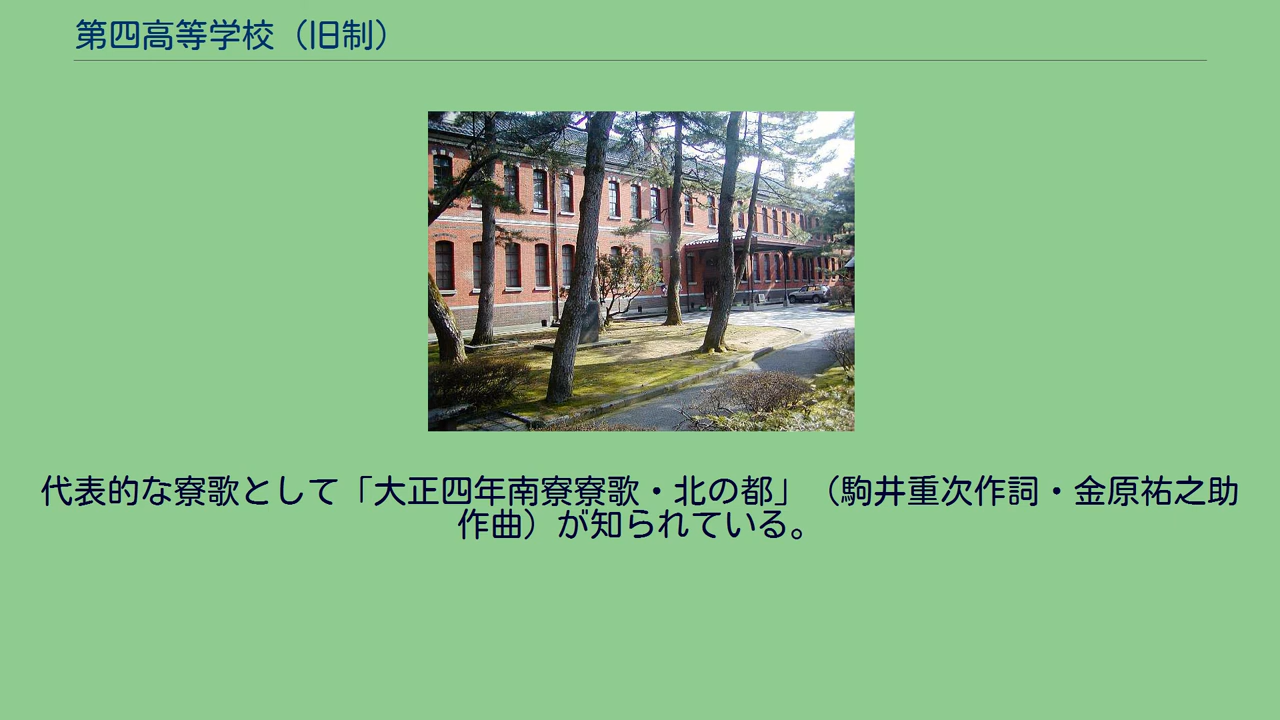 第四高等学校（旧制）
代表的な寮歌として「大正四年南寮寮歌・北の都」（駒井重次作詞・金原祐之助
作曲）が知られている。